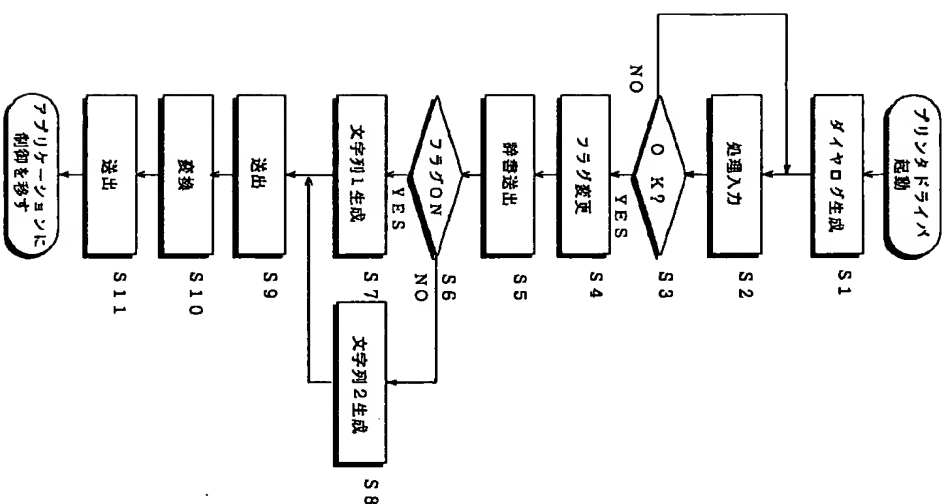 プリンタドライバ
起動
ダイヤログ生成
S1
処理入力
S2
OK?
S3
NO
YES
フラグ変更
S4
辞書送出
S5
フラグON
S6
YES
NO
文字列1生成
S7
文字列2生成
S8
送出
S9
変換
S10
送出
S11
アプリケーションに
制御を移す